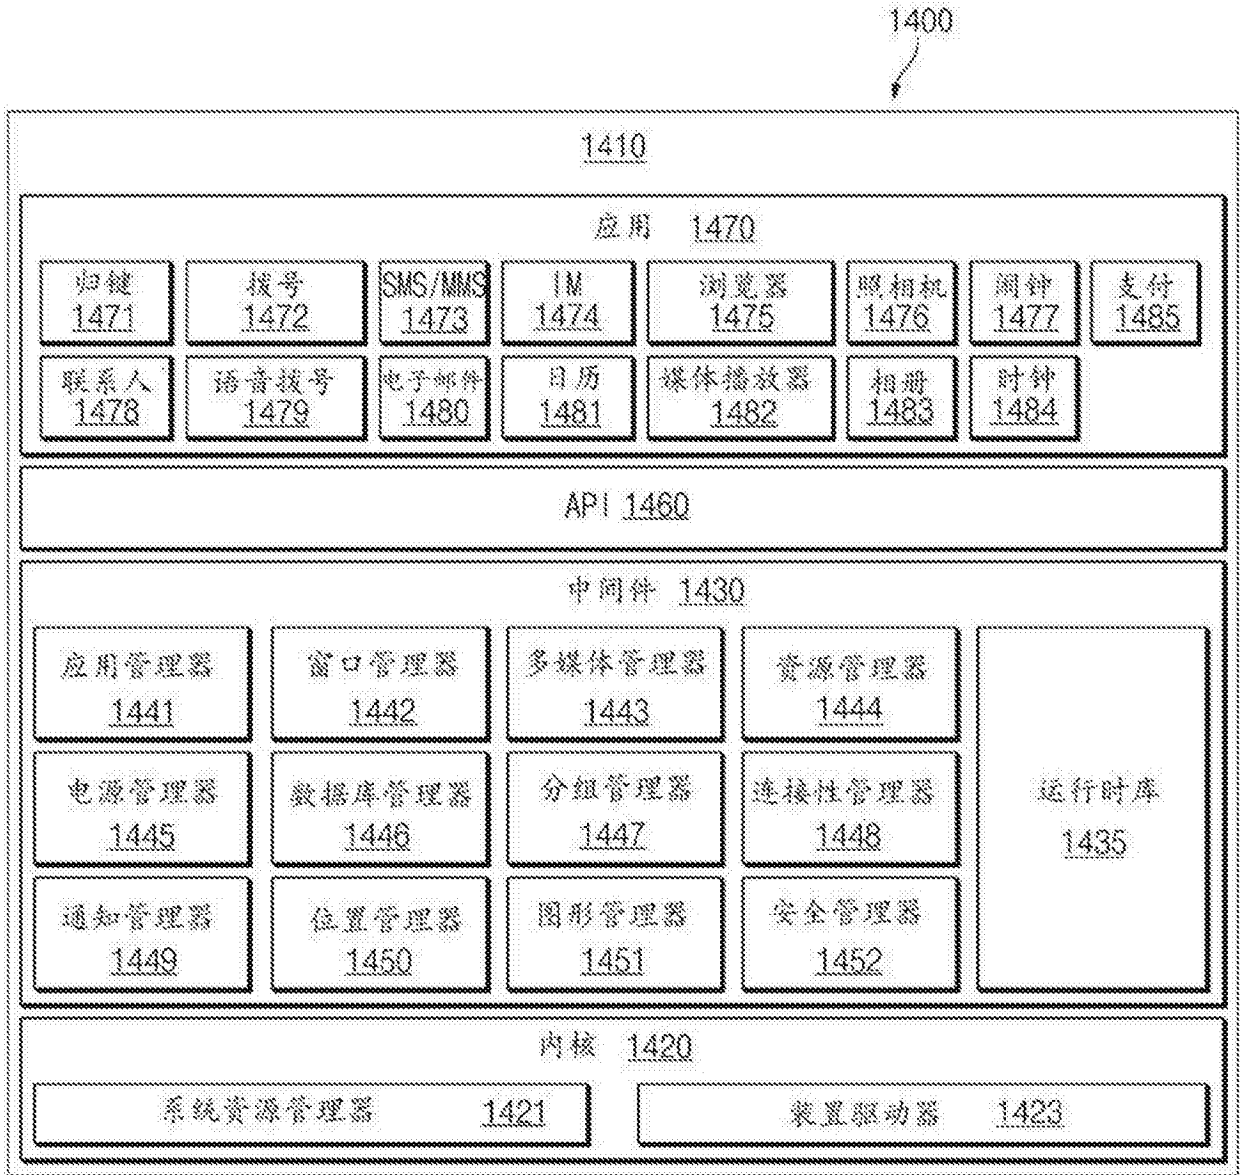 1400
1410
应用 1470
归键 拨号 SMS/MMS IM 浏览器 照相机 闹钟 支付
1471 1472 1473 1474 1475 1476 1477 1485
联系人 语音拨号 电子邮件 日历 媒体播放器 相册 时钟
1478 1479 1480 1481 1482 1483 1484
API 1460
中间件 1430
应用管理器 窗口管理器 多媒体管理器 资源管理器
1441 1442 1443 1444
电源管理器 数据库管理器 分组管理器 连接性管理器 运行时库
1445 1446 1447 1448 1435
通知管理器 位置管理器 图形管理器 安全管理器
1449 1450 1451 1452
内核 1420
系统资源管理器 1421 装置驱动器 1423